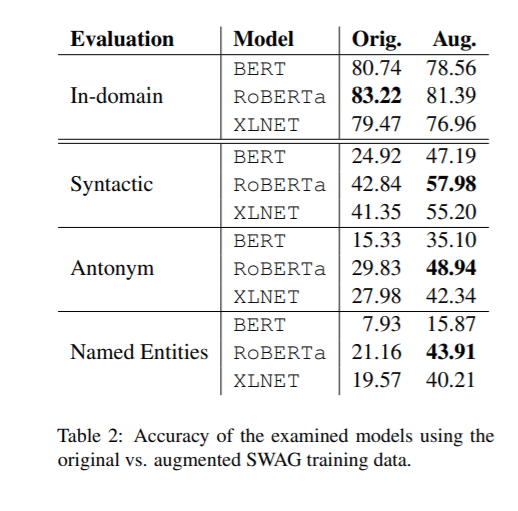 Evaluation Model Orig. Aug.
BERT 80.74 78.56
In-domain RoBERTa 83.22 81.39
XLNET 79.47 76.96
BERT 24.92 47.19
Syntactic RoBERTa 42.84 57.98
XLNET 41.35 55.20
BERT 15.33 35.10
Antonym RoBERTa 29.83 48.94
XLNET 27.98 42.34
BERT 7.93 15.87
Named Entities RoBERTa 21.16 43.91
XLNET 19.57 40.21
Table 2: Accuracy of the examined models using the
original vs. augmented SWAG training data.